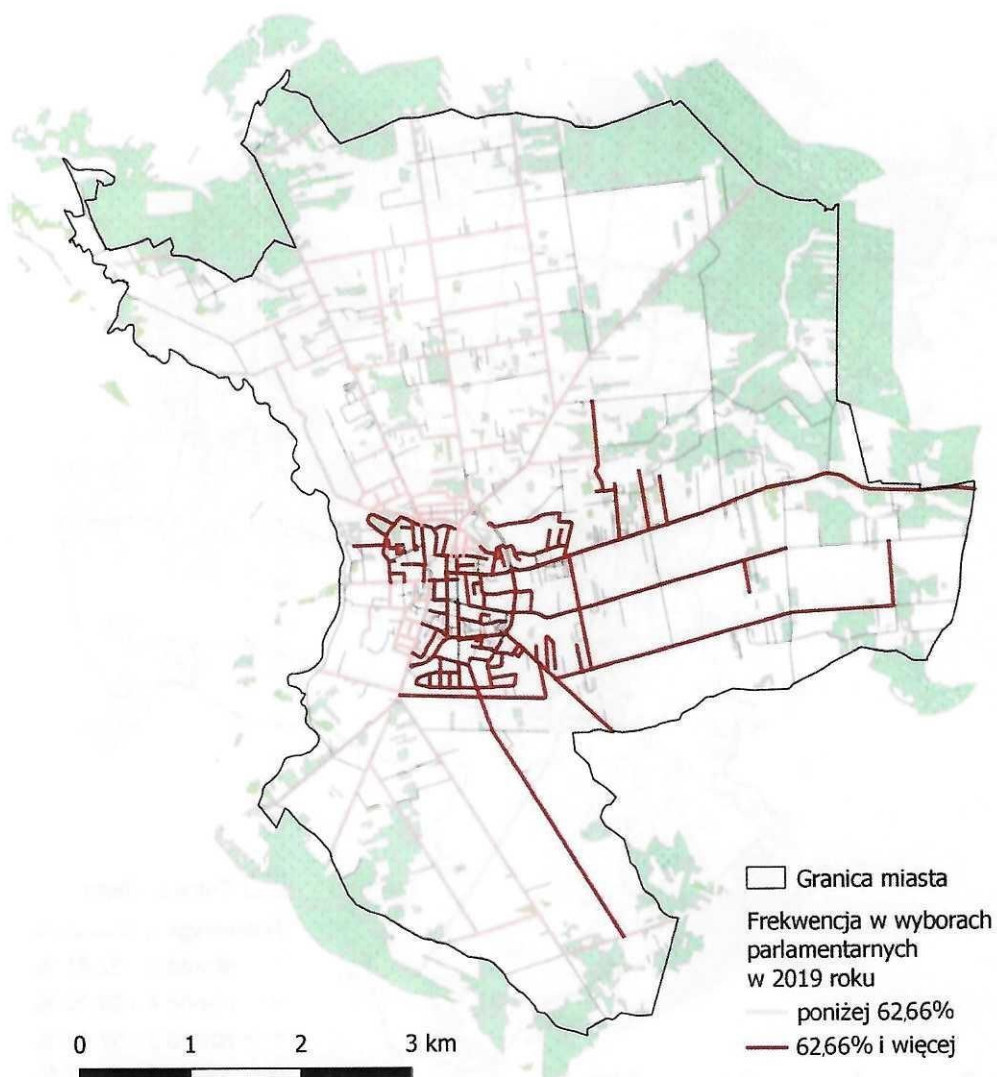 Granica miasta
Frekwencja w wyborach
parlamentarnych
w 2019 roku
poniżej 62,66%
62,66% i więcej
0 1 2 3 km